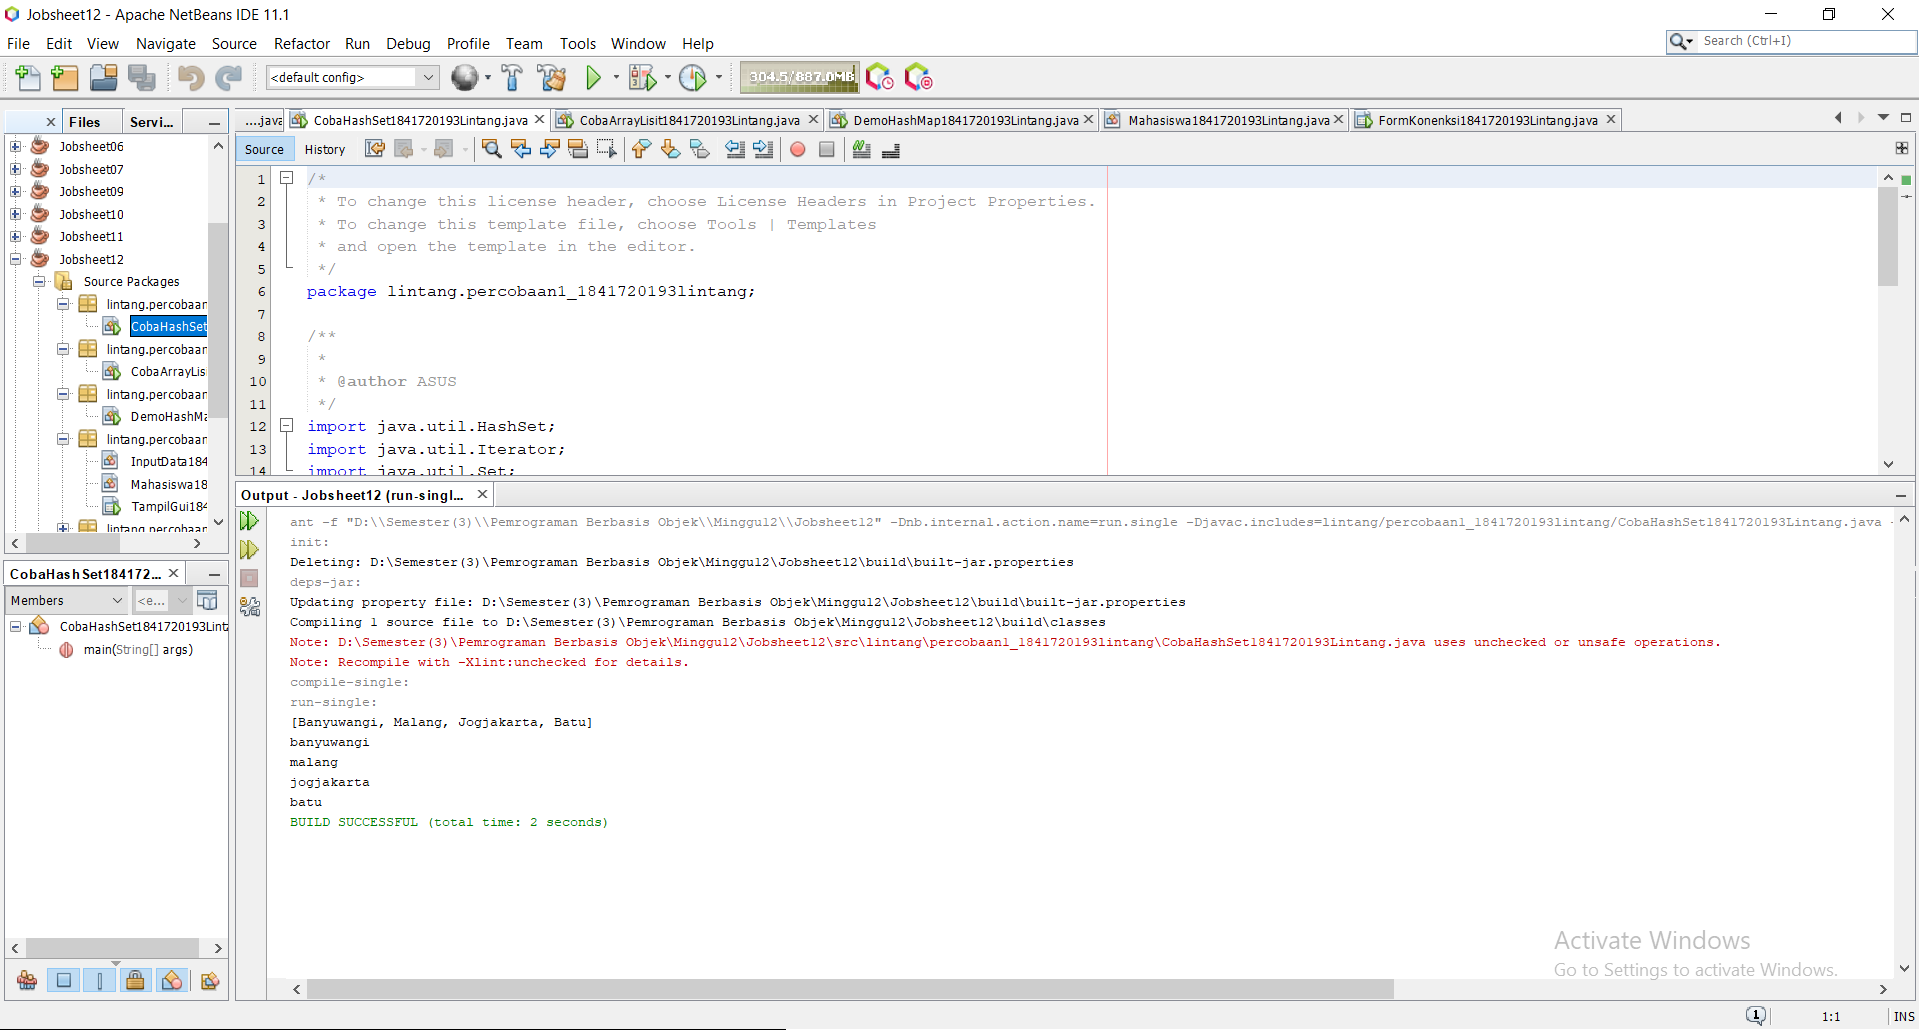 Jobsheet12 - Apache NetBeans IDE 11.1
File Edit View Navigate Source Refactor Run Debug Profile Team Tools Window Help
Search (Ctrl+I)
<default config>
304.5/887.0MB
Files
Servi...
....java
CobaHashSet1841720193Lintang.java
CobaArrayLisit1841720193Lintang.java
DemoHashMap1841720193Lintang.java
Mahasiswa1841720193Lintang.java
FormKonenksi1841720193Lintang.java
Source
History
Jobsheet06
Jobsheet07
Jobsheet09
Jobsheet10
Jobsheet11
Jobsheet12
Source Packages
lintang.percobaan
CobaHashSet
lintang.percobaan
CobaArrayLis
lintang.percobaan
DemoHashMa
lintang.percobaan
InputData184
Mahasiswa18
TampilGui184
lintang.percobaan
1 /*
2 * To change this license header, choose License Headers in Project Properties.
3 * To change this template file, choose Tools | Templates
4 * and open the template in the editor.
5 */
6 package lintang.percobaan1_1841720193lintang;
7
8 /**
9 *
10 * @author ASUS
11 */
12 import java.util.HashSet;
13 import java.util.Iterator;
14 import java.util.Set;
CobaHashSet184172...
Members
<e...
CobaHashSet1841720193Lint
main(String[] args)
Output - Jobsheet12 (run-singl...
ant -f "D:\\Semester(3)\\Pemrograman Berbasis Objek\\Minggu12\\Jobsheet12" -Dnb.internal.action.name=run.single -Djavac.includes=lintang/percobaan1_1841720193lintang/CobaHashSet1841720193Lintang.java -
init:
Deleting: D:\Semester(3)\Pemrograman Berbasis Objek\Minggu12\Jobsheet12\build\built-jar.properties
deps-jar:
Updating property file: D:\Semester(3)\Pemrograman Berbasis Objek\Minggu12\Jobsheet12\build\built-jar.properties
Compiling 1 source file to D:\Semester(3)\Pemrograman Berbasis Objek\Minggu12\Jobsheet12\build\classes
Note: D:\Semester(3)\Pemrograman Berbasis Objek\Minggu12\Jobsheet12\src\lintang\percobaan1_1841720193lintang\CobaHashSet1841720193Lintang.java uses unchecked or unsafe operations.
Note: Recompile with -Xlint:unchecked for details.
compile-single:
run-single:
[Banyuwangi, Malang, Jogjakarta, Batu]
banyuwangi
malang
jogjakarta
batu
BUILD SUCCESSFUL (total time: 2 seconds)
Activate Windows
Go to Settings to activate Windows.
1
1:1
INS